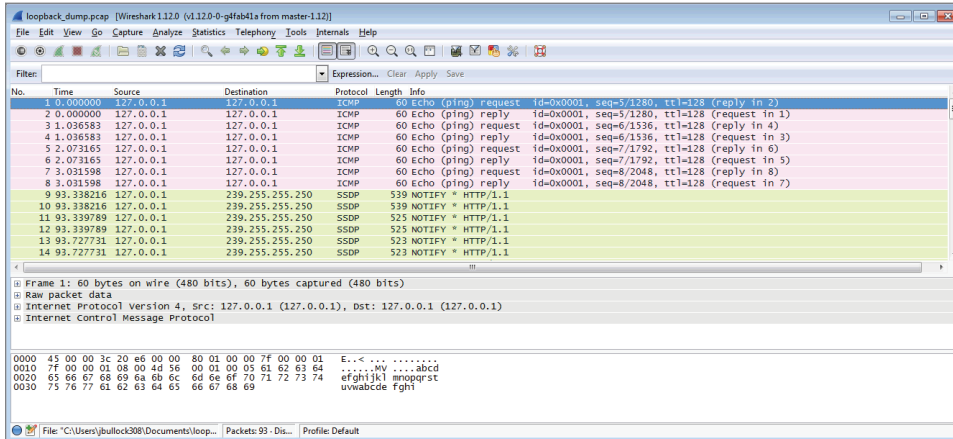 loopback_dump.pcap [Wireshark 1.12.0 (v1.12.0-0-g4fab41a from master-1.12)]
File Edit View Go Capture Analyze Statistics Telephony Tools Internals Help
Filter: Expression... Clear Apply Save
No. Time Source Destination Protocol Length Info
1 0.000000 127.0.0.1 127.0.0.1 ICMP 60 Echo (ping) request id=0x0001, seq=5/1280, ttl=128 (reply in 2)
2 0.000000 127.0.0.1 127.0.0.1 ICMP 60 Echo (ping) reply id=0x0001, seq=5/1280, ttl=128 (request in 1)
3 1.036583 127.0.0.1 127.0.0.1 ICMP 60 Echo (ping) request id=0x0001, seq=6/1536, ttl=128 (reply in 4)
4 1.036583 127.0.0.1 127.0.0.1 ICMP 60 Echo (ping) reply id=0x0001, seq=6/1536, ttl=128 (request in 3)
5 2.073165 127.0.0.1 127.0.0.1 ICMP 60 Echo (ping) request id=0x0001, seq=7/1792, ttl=128 (reply in 6)
6 2.073165 127.0.0.1 127.0.0.1 ICMP 60 Echo (ping) reply id=0x0001, seq=7/1792, ttl=128 (request in 5)
7 3.031598 127.0.0.1 127.0.0.1 ICMP 60 Echo (ping) request id=0x0001, seq=8/2048, ttl=128 (reply in 8)
8 3.031598 127.0.0.1 127.0.0.1 ICMP 60 Echo (ping) reply id=0x0001, seq=8/2048, ttl=128 (request in 7)
9 93.338216 127.0.0.1 239.255.255.250 SSDP 539 NOTIFY * HTTP/1.1
10 93.338216 127.0.0.1 239.255.255.250 SSDP 539 NOTIFY * HTTP/1.1
11 93.339789 127.0.0.1 239.255.255.250 SSDP 525 NOTIFY * HTTP/1.1
12 93.339789 127.0.0.1 239.255.255.250 SSDP 525 NOTIFY * HTTP/1.1
13 93.727731 127.0.0.1 239.255.255.250 SSDP 523 NOTIFY * HTTP/1.1
14 93.727731 127.0.0.1 239.255.255.250 SSDP 523 NOTIFY * HTTP/1.1
Frame 1: 60 bytes on wire (480 bits), 60 bytes captured (480 bits)
Raw packet data
Internet Protocol Version 4, Src: 127.0.0.1 (127.0.0.1), Dst: 127.0.0.1 (127.0.0.1)
Internet Control Message Protocol
0000 45 00 00 3c 20 e6 00 00 80 01 00 00 7f 00 00 01 E..< ... ........
0010 7f 00 00 01 08 00 4d 56 00 01 00 05 61 62 63 64 ......MV ....abcd
0020 65 66 67 68 69 6a 6b 6c 6d 6e 6f 70 71 72 73 74 efghijkl mnopqrst
0030 75 76 77 61 62 63 64 65 66 67 68 69 uvwabcde fghi
File: "C:\Users\jbullock308\Documents\loop... Packets: 93 · Dis... Profile: Default